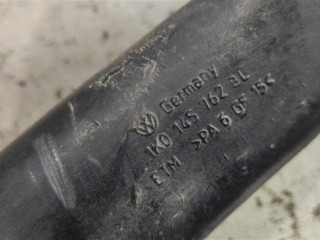 Germany
1K0 145 762 BL
ETM >PA 6 GF 15<